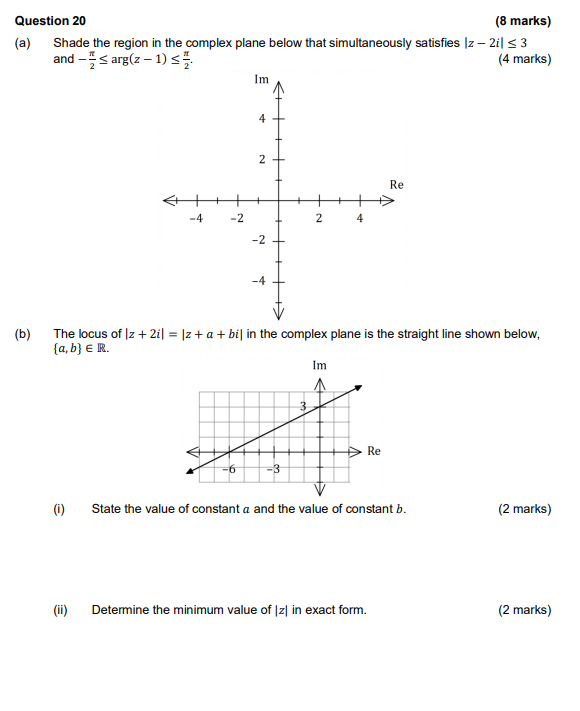 Question 20 (8 marks)
(a) Shade the region in the complex plane below that simultaneously satisfies |z − 2i| ≤ 3
and −π/2 ≤ arg(z − 1) ≤ π/2. (4 marks)
Im
4
2
Re
−4 −2 2 4
−2
−4
(b) The locus of |z + 2i| = |z + a + bi| in the complex plane is the straight line shown below,
{a, b} ∈ ℝ.
Im
3
Re
−6 −3
(i) State the value of constant a and the value of constant b. (2 marks)
(ii) Determine the minimum value of |z| in exact form. (2 marks)